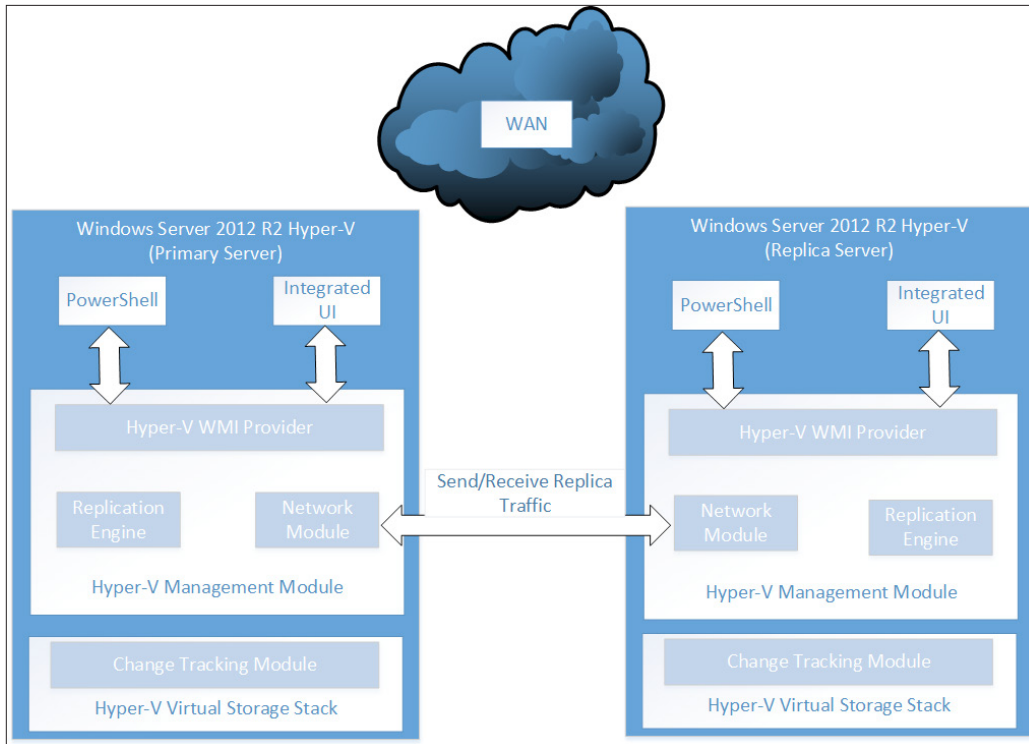 WAN
Windows Server 2012 R2 Hyper-V
(Primary Server)
PowerShell
Integrated
UI
Hyper-V WMI Provider
Replication
Engine
Network
Module
Hyper-V Management Module
Change Tracking Module
Hyper-V Virtual Storage Stack
Send/Receive Replica
Traffic
Windows Server 2012 R2 Hyper-V
(Replica Server)
PowerShell
Integrated
UI
Hyper-V WMI Provider
Network
Module
Replication
Engine
Hyper-V Management Module
Change Tracking Module
Hyper-V Virtual Storage Stack